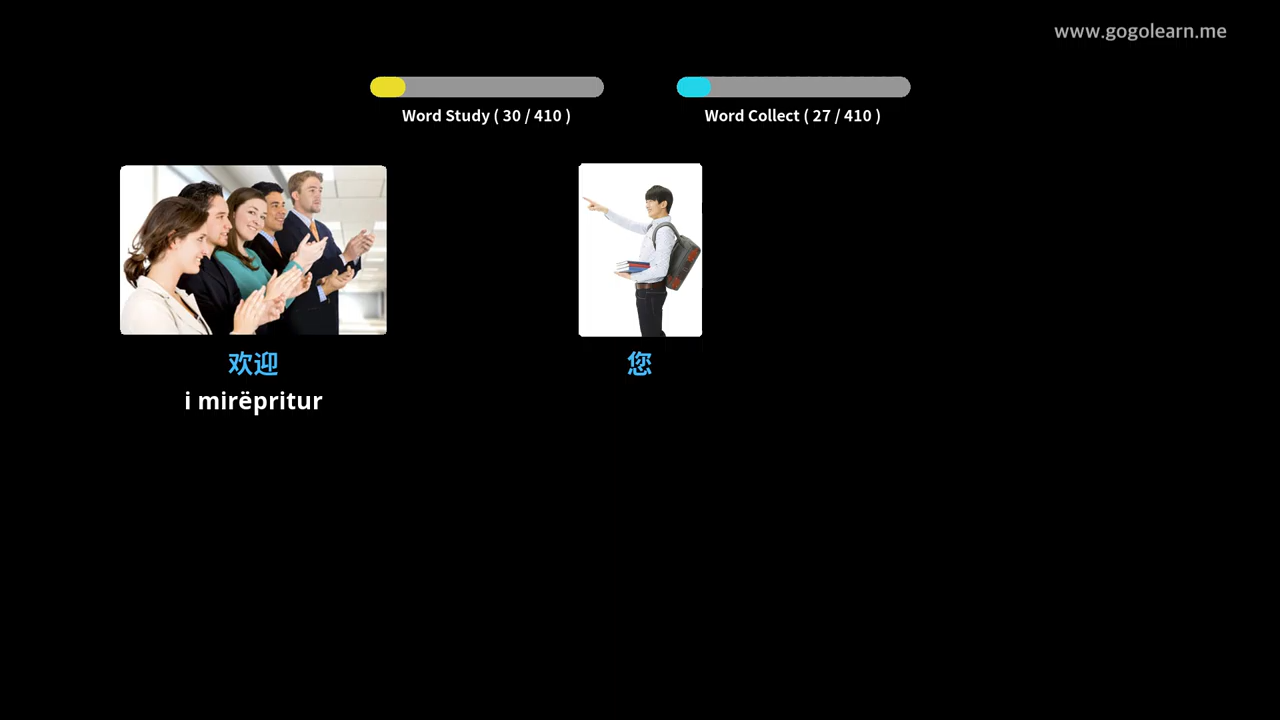 www.gogolearn.me
Word Study ( 30 / 410 )
Word Collect ( 27 / 410 )
欢迎
您
i mirëpritur